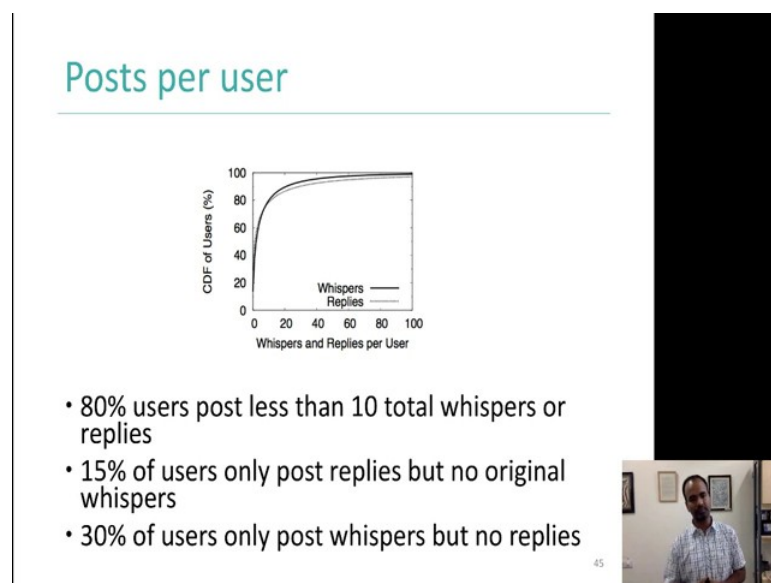 Posts per user
100
80
60
40
20
0
CDF of Users (%)
Whispers
Replies
0 20 40 60 80 100
Whispers and Replies per User
• 80% users post less than 10 total whispers or
replies
• 15% of users only post replies but no original
whispers
• 30% of users only post whispers but no replies
45